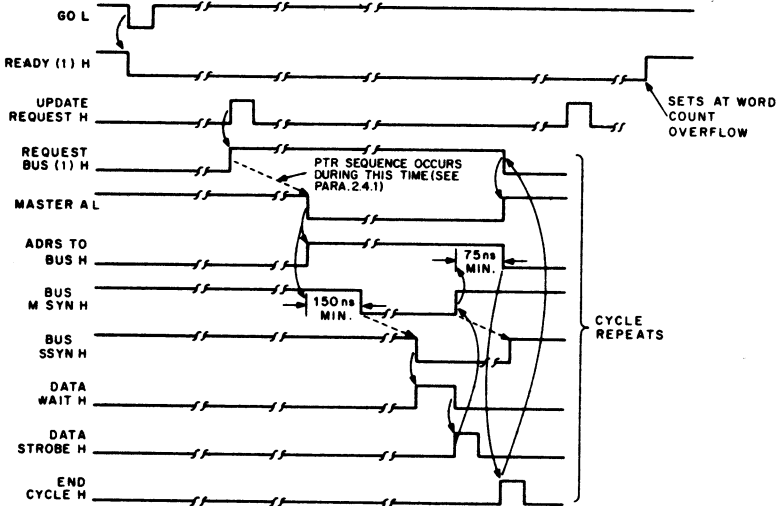 GO L
READY (1) H
SETS AT WORD
COUNT
OVERFLOW
UPDATE
REQUEST H
REQUEST
BUS (1) H
PTR SEQUENCE OCCURS
DURING THIS TIME (SEE
PARA. 2.4.1)
MASTER A L
ADRS TO
BUS H
75ns
MIN.
BUS
M SYN H
150 ns
MIN.
CYCLE
REPEATS
BUS
SSYN H
DATA
WAIT H
DATA
STROBE H
END
CYCLE H